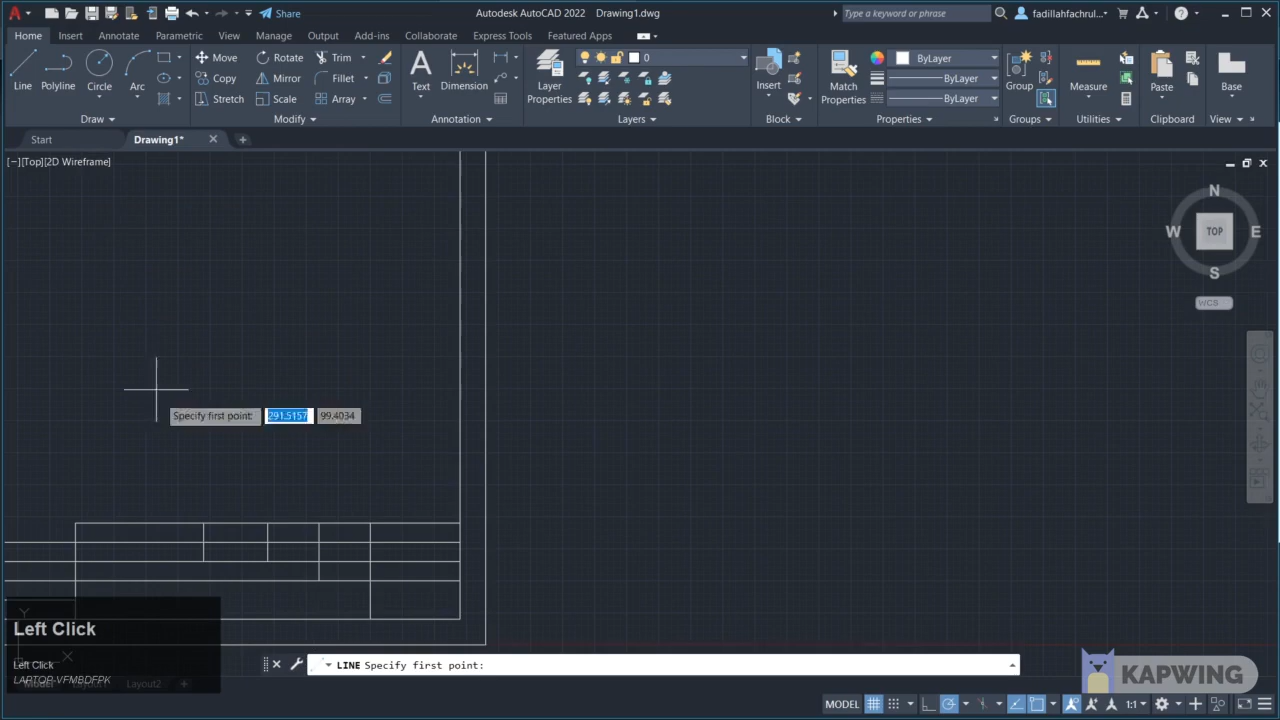 Share
Autodesk AutoCAD 2022 Drawing1.dwg
Type a keyword or phrase
fadillahfachrul...
Home Insert Annotate Parametric View Manage Output Add-ins Collaborate Express Tools Featured Apps
Line Polyline Circle Arc
Move Rotate Trim
Copy Mirror Fillet
Stretch Scale Array
Text Dimension
Layer Properties
0
Insert
Match Properties
ByLayer
ByLayer
ByLayer
Group
Measure
Paste
Base
Draw Modify Annotation Layers Block Properties Groups Utilities Clipboard View
Start Drawing1*
[−][Top][2D Wireframe]
N
W TOP E
S
WCS
Specify first point: 291.5157 99.4034
Y
Left Click
X
Left Click
LAPTOP-VFMBDFPK
Model Layout1 Layout2
LINE Specify first point:
KAPWING
MODEL 1:1